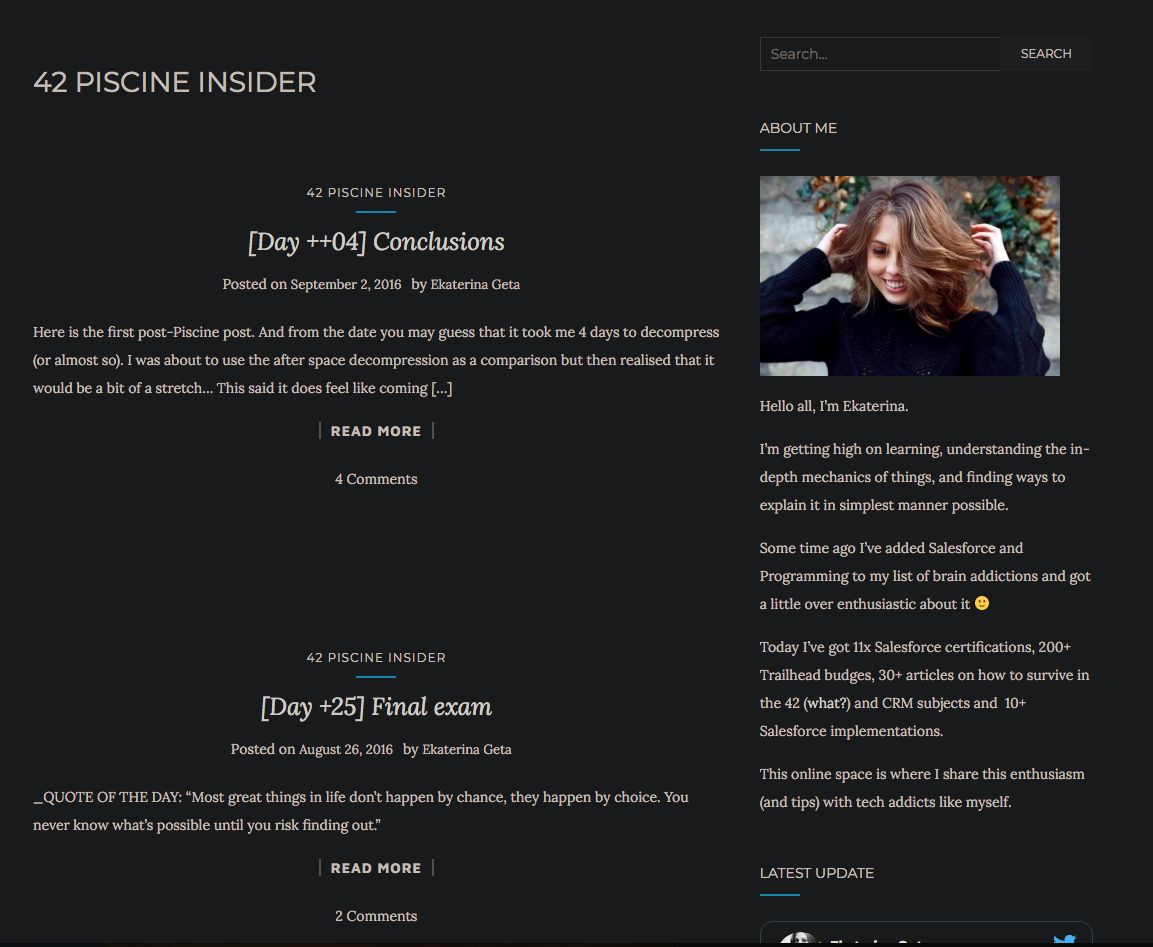 42 PISCINE INSIDER
42 PISCINE INSIDER
[Day ++04] Conclusions
Posted on September 2, 2016 by Ekaterina Geta
Here is the first post-Piscine post. And from the date you may guess that it took me 4 days to decompress
(or almost so). I was about to use the after space decompression as a comparison but then realised that it
would be a bit of a stretch… This said it does feel like coming […]
| READ MORE |
4 Comments
42 PISCINE INSIDER
[Day +25] Final exam
Posted on August 26, 2016 by Ekaterina Geta
_QUOTE OF THE DAY: “Most great things in life don’t happen by chance, they happen by choice. You
never know what’s possible until you risk finding out.”
| READ MORE |
2 Comments
Search… SEARCH
ABOUT ME
Hello all, I’m Ekaterina.
I’m getting high on learning, understanding the in-
depth mechanics of things, and finding ways to
explain it in simplest manner possible.
Some time ago I’ve added Salesforce and
Programming to my list of brain addictions and got
a little over enthusiastic about it 🙂
Today I’ve got 11x Salesforce certifications, 200+
Trailhead budges, 30+ articles on how to survive in
the 42 (what?) and CRM subjects and 10+
Salesforce implementations.
This online space is where I share this enthusiasm
(and tips) with tech addicts like myself.
LATEST UPDATE